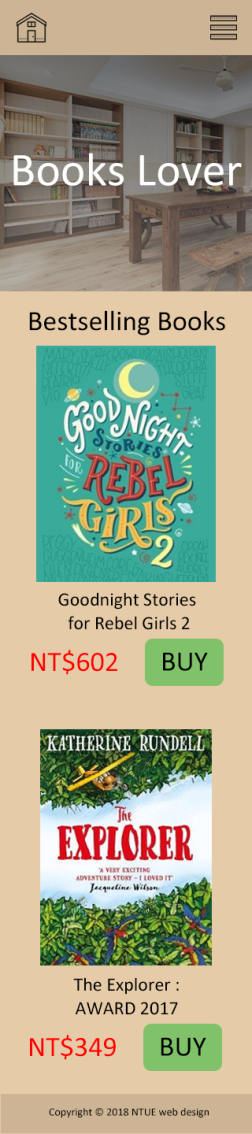 Books Lover
Bestselling Books
GOOD NIGHT
STORIES
FOR REBEL
GIRLS
2
Goodnight Stories
for Rebel Girls 2
NT$602 BUY
KATHERINE RUNDELL
The
EXPLORER
'A VERY EXCITING
ADVENTURE STORY – I LOVED IT'
Jacqueline Wilson
The Explorer :
AWARD 2017
NT$349 BUY
Copyright © 2018 NTUE web design